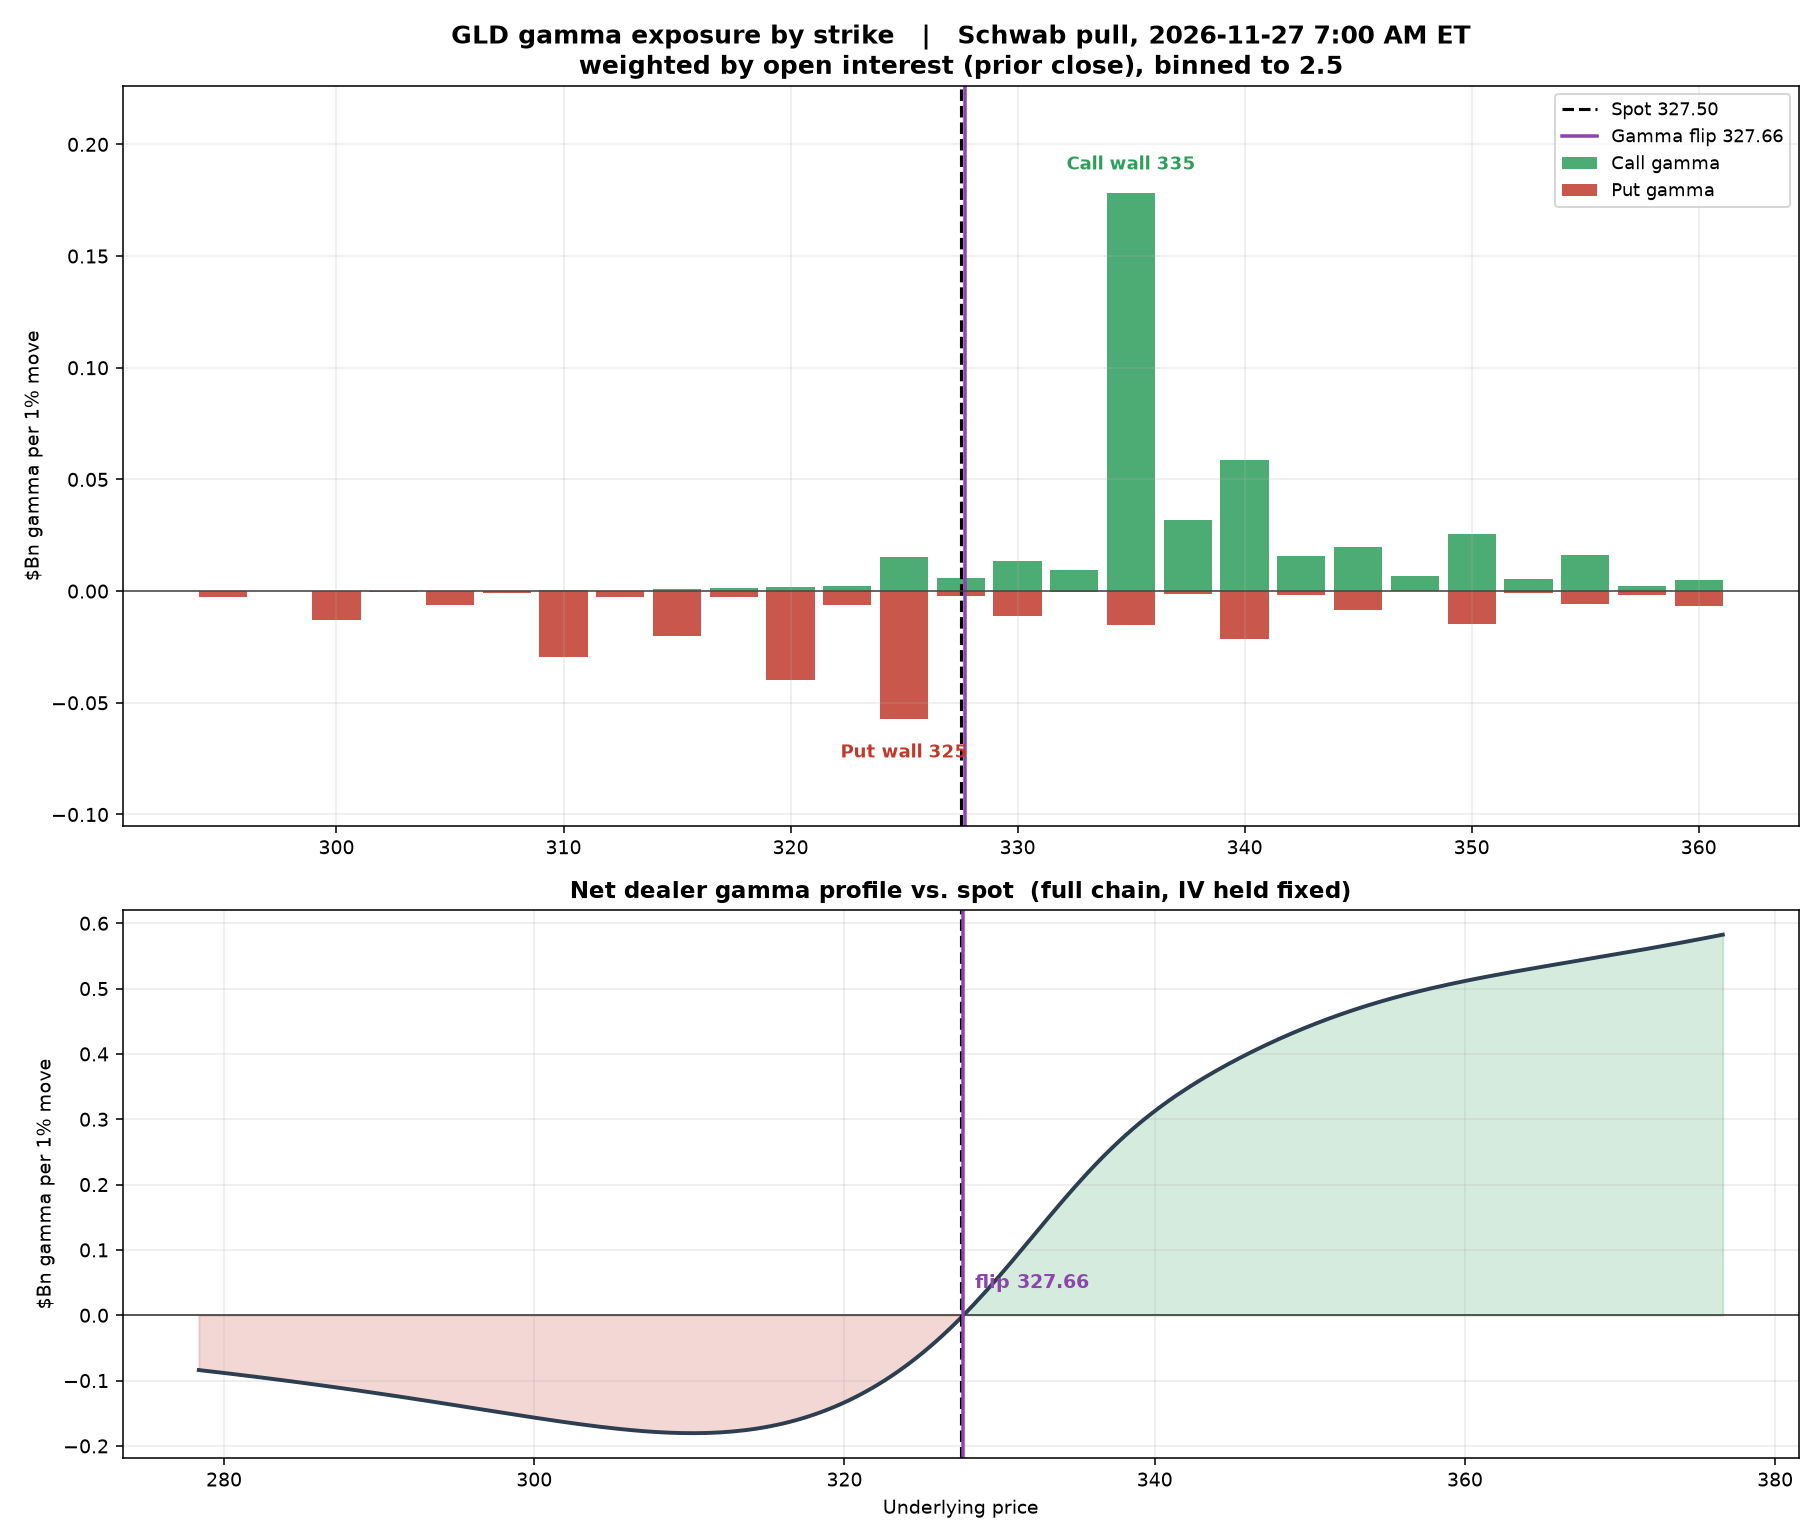 GLD gamma exposure by strike | Schwab pull, 2026-11-27 7:00 AM ET
weighted by open interest (prior close), binned to 2.5
Spot 327.50
Gamma flip 327.66
Call gamma
Put gamma
Call wall 335
Put wall 325
$Bn gamma per 1% move
0.20
0.15
0.10
0.05
0.00
−0.05
−0.10
300 310 320 330 340 350 360
Net dealer gamma profile vs. spot (full chain, IV held fixed)
flip 327.66
$Bn gamma per 1% move
0.6
0.5
0.4
0.3
0.2
0.1
0.0
−0.1
−0.2
280 300 320 340 360 380
Underlying price